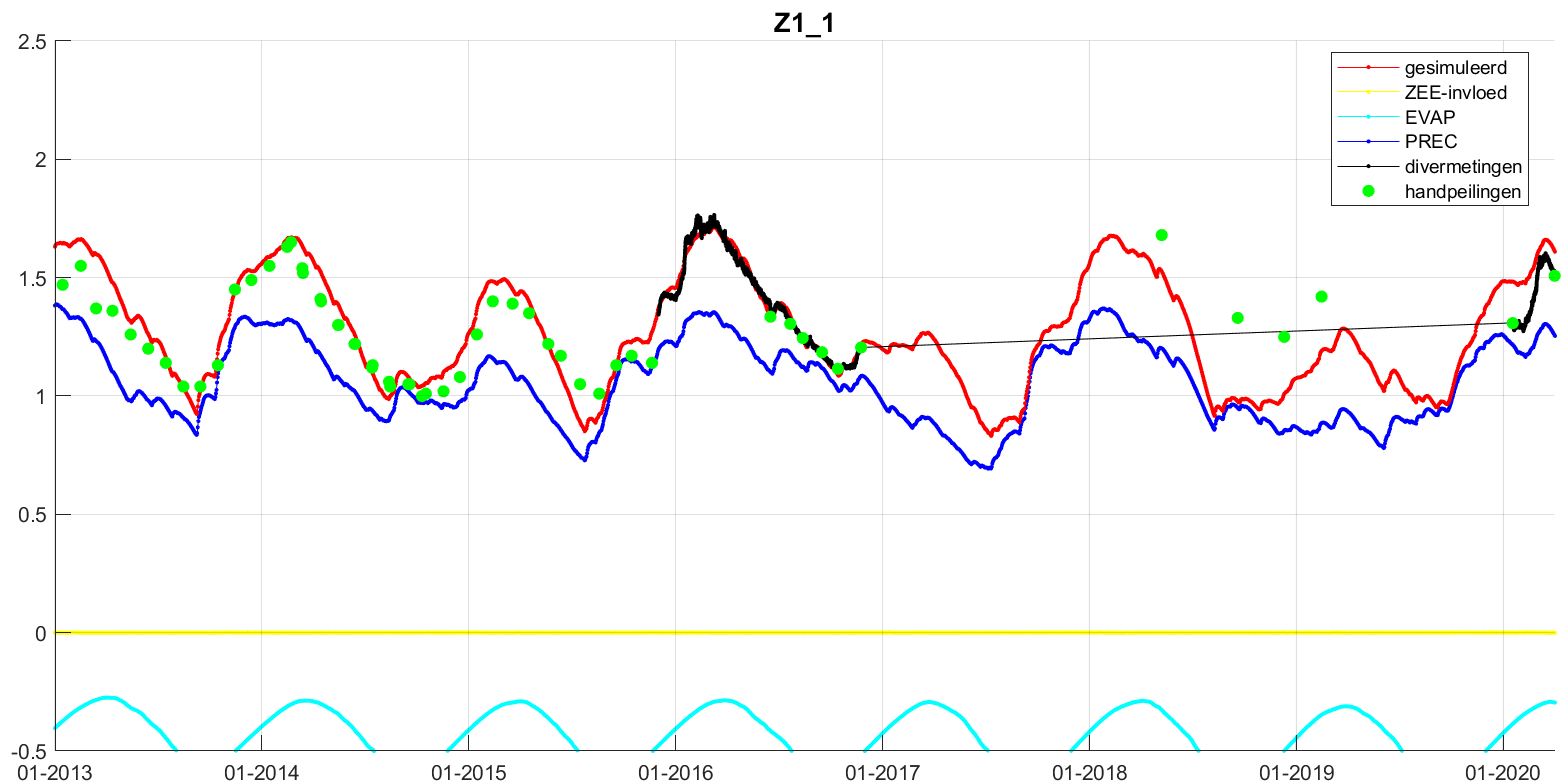 Z1_1
2.5
2
1.5
1
0.5
0
-0.5
01-2013
01-2014
01-2015
01-2016
01-2017
01-2018
01-2019
01-2020
gesimuleerd
ZEE-invloed
EVAP
PREC
divermetingen
handpeilingen